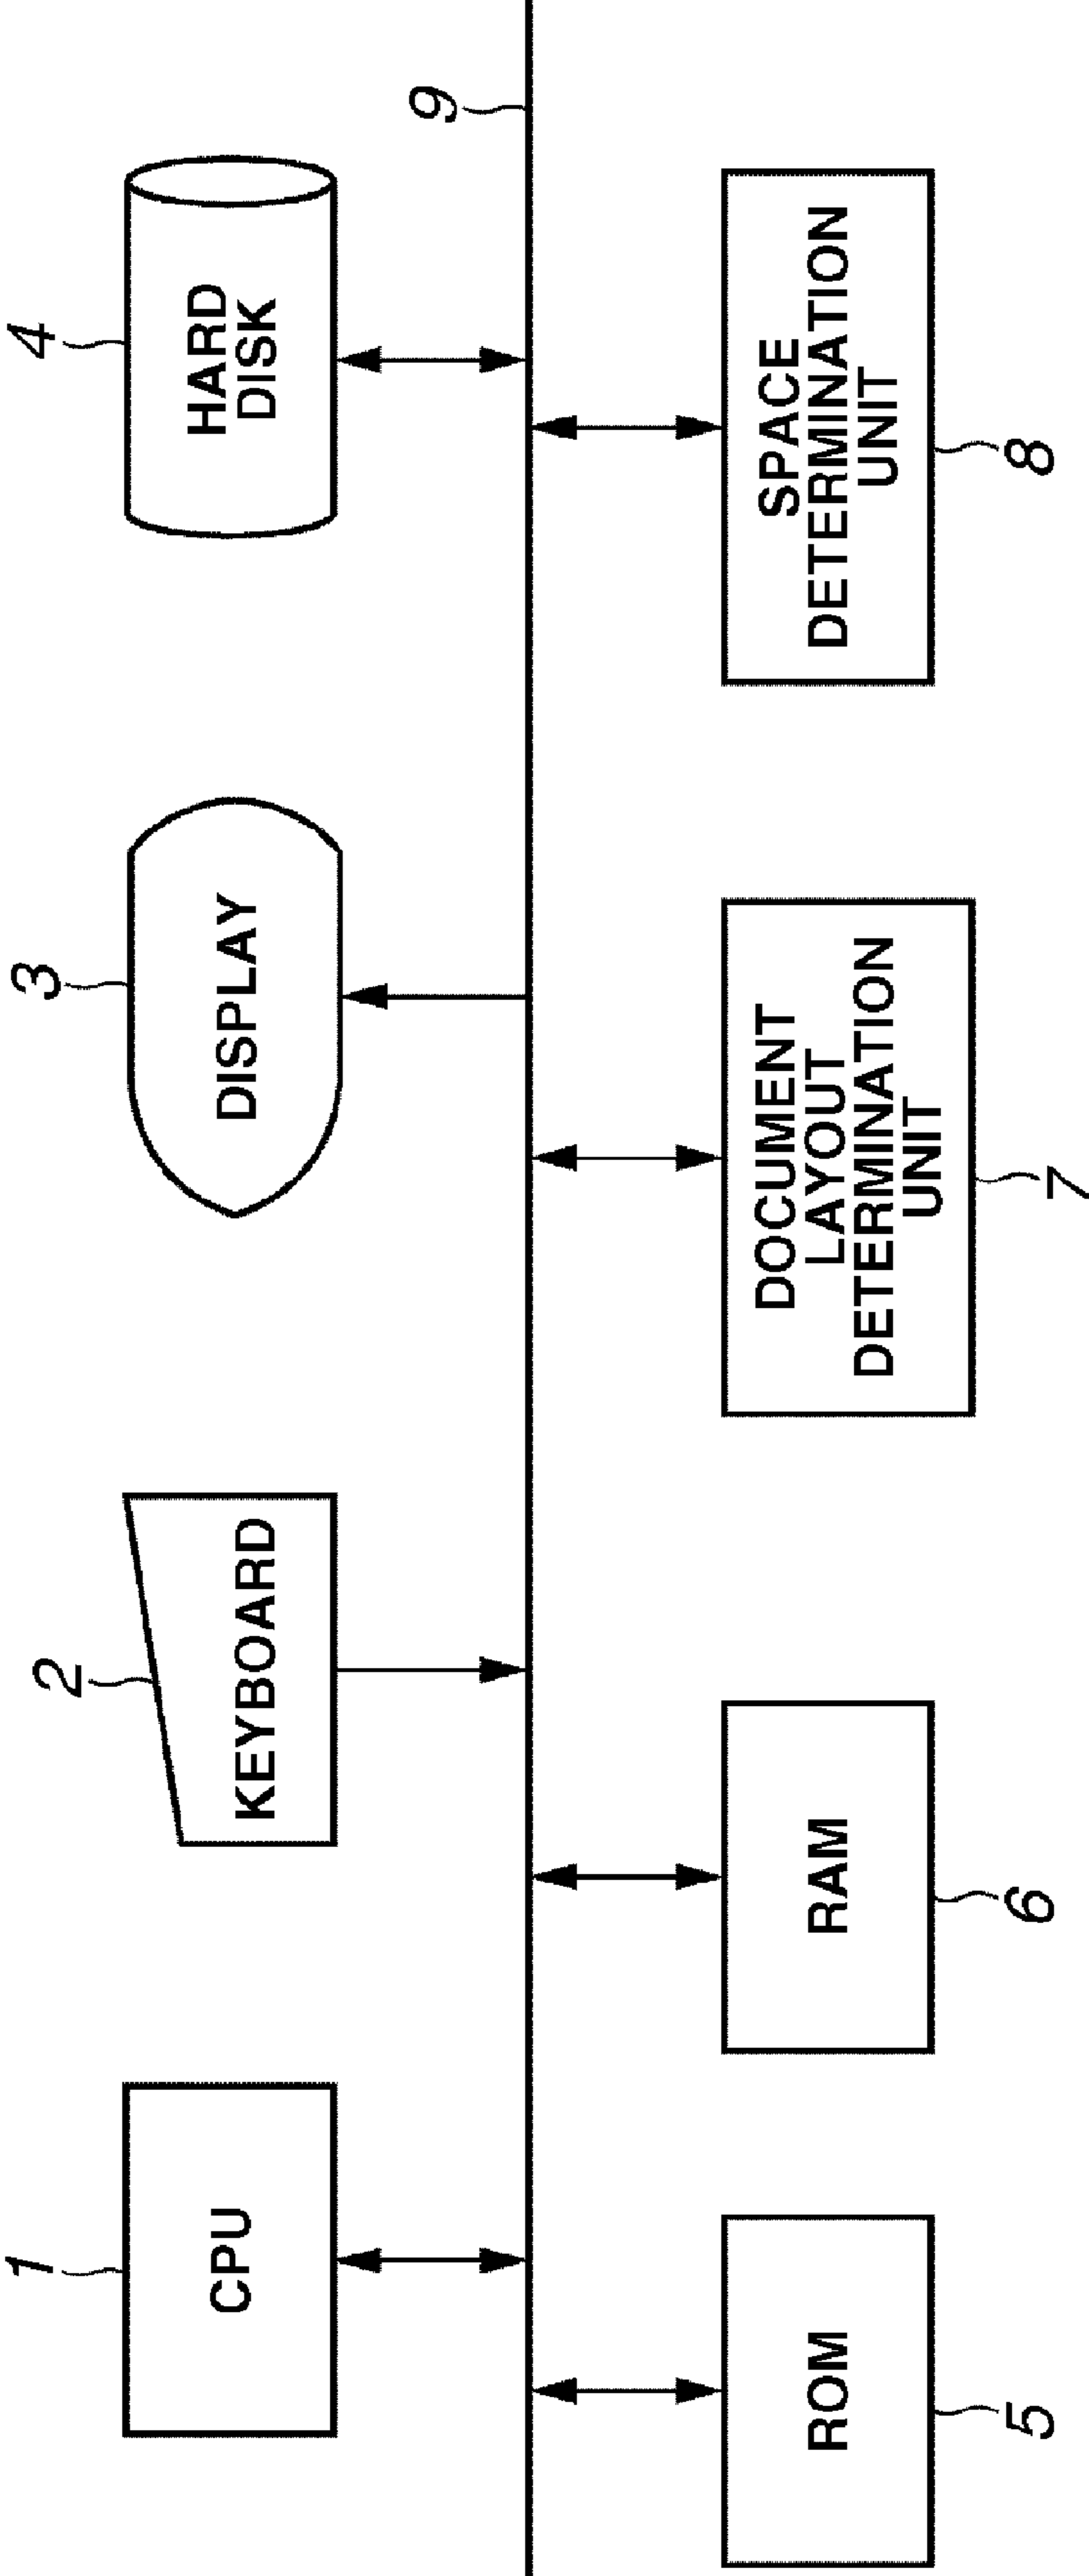 1
CPU
2
KEYBOARD
3
DISPLAY
4
HARD
DISK
9
5
ROM
6
RAM
7
DOCUMENT
LAYOUT
DETERMINATION
UNIT
8
SPACE
DETERMINATION
UNIT